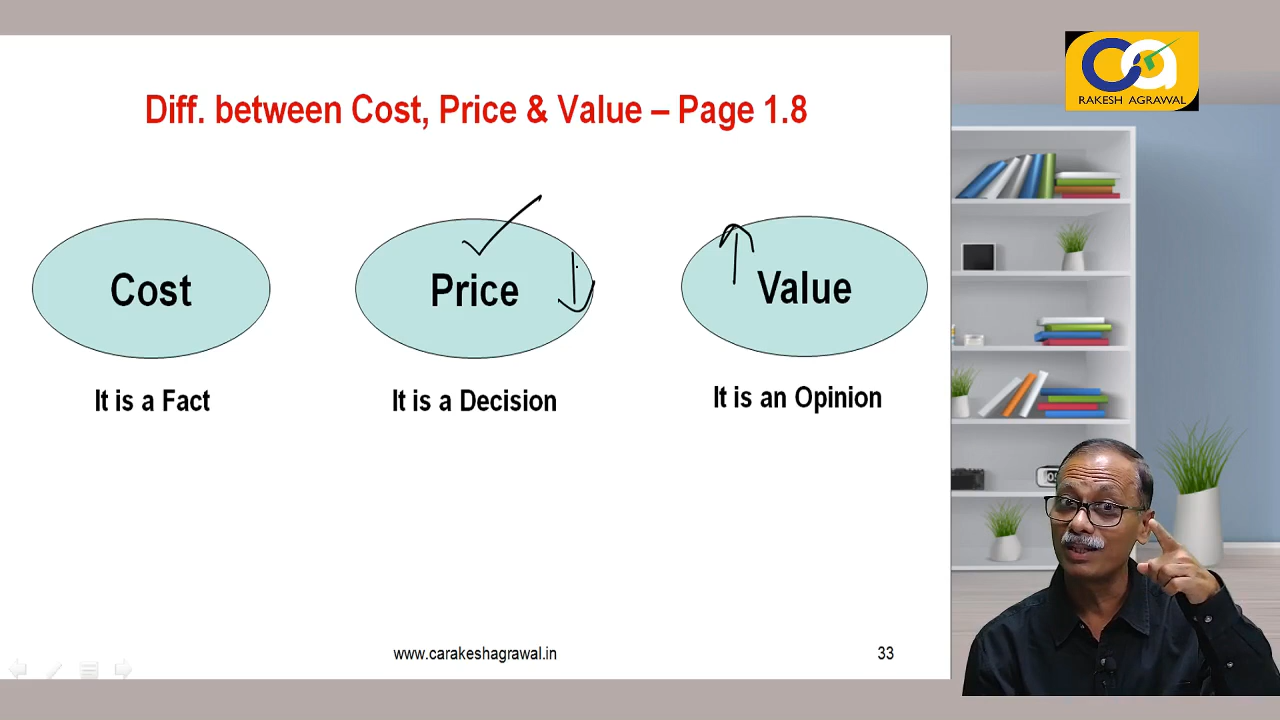 Diff. between Cost, Price & Value – Page 1.8
Ca
RAKESH AGRAWAL
Cost
Price
Value
It is a Fact
It is a Decision
It is an Opinion
www.carakeshagrawal.in
33